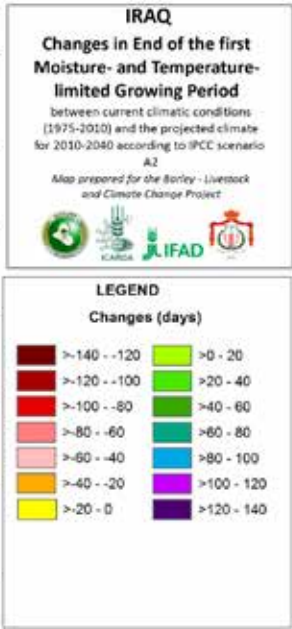 IRAQ
Changes in End of the first
Moisture- and Temperature-
limited Growing Period
between current climatic conditions
(1975-2010) and the projected climate
for 2010-2040 according to IPCC scenario
A2
Map prepared for the Barley - Livestock
and Climate Change Project
ICARDA
IFAD
LEGEND
Changes (days)
>-140 - -120
>-120 - -100
>-100 - -80
>-80 - -60
>-60 - -40
>-40 - -20
>-20 - 0
>0 - 20
>20 - 40
>40 - 60
>60 - 80
>80 - 100
>100 - 120
>120 - 140